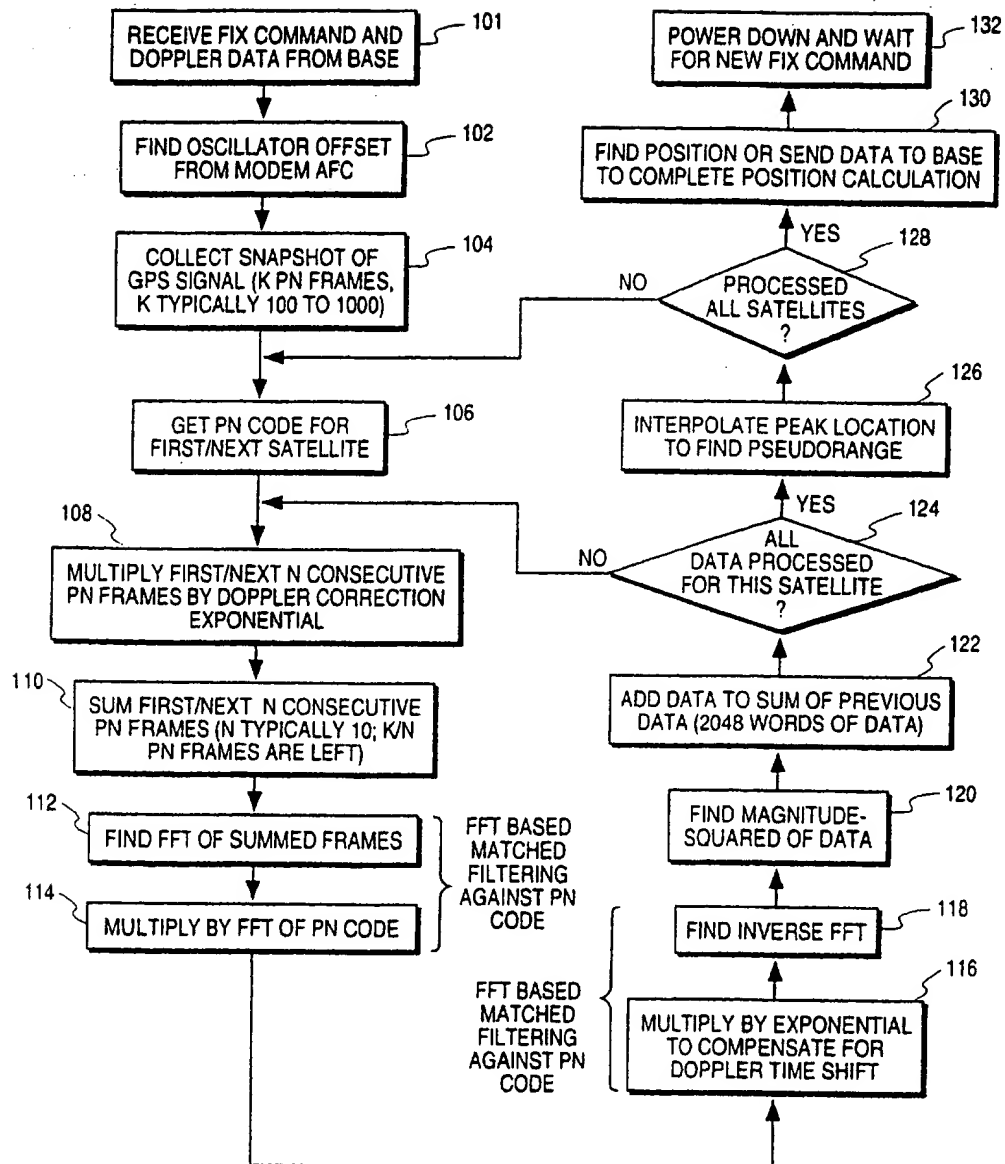 101
RECEIVE FIX COMMAND AND
DOPPLER DATA FROM BASE
102
FIND OSCILLATOR OFFSET
FROM MODEM AFC
104
COLLECT SNAPSHOT OF
GPS SIGNAL (K PN FRAMES,
K TYPICALLY 100 TO 1000)
106
GET PN CODE FOR
FIRST/NEXT SATELLITE
108
MULTIPLY FIRST/NEXT N CONSECUTIVE
PN FRAMES BY DOPPLER CORRECTION
EXPONENTIAL
110
SUM FIRST/NEXT N CONSECUTIVE
PN FRAMES (N TYPICALLY 10; K/N
PN FRAMES ARE LEFT)
112
FIND FFT OF SUMMED FRAMES
114
MULTIPLY BY FFT OF PN CODE
FFT BASED
MATCHED
FILTERING
AGAINST PN
CODE
132
POWER DOWN AND WAIT
FOR NEW FIX COMMAND
130
FIND POSITION OR SEND DATA TO BASE
TO COMPLETE POSITION CALCULATION
YES
128
NO
PROCESSED
ALL SATELLITES
?
126
INTERPOLATE PEAK LOCATION
TO FIND PSEUDORANGE
YES
124
NO
ALL
DATA PROCESSED
FOR THIS SATELLITE
?
122
ADD DATA TO SUM OF PREVIOUS
DATA (2048 WORDS OF DATA)
120
FIND MAGNITUDE-
SQUARED OF DATA
118
FIND INVERSE FFT
116
MULTIPLY BY EXPONENTIAL
TO COMPENSATE FOR
DOPPLER TIME SHIFT
FFT BASED
MATCHED
FILTERING
AGAINST PN
CODE